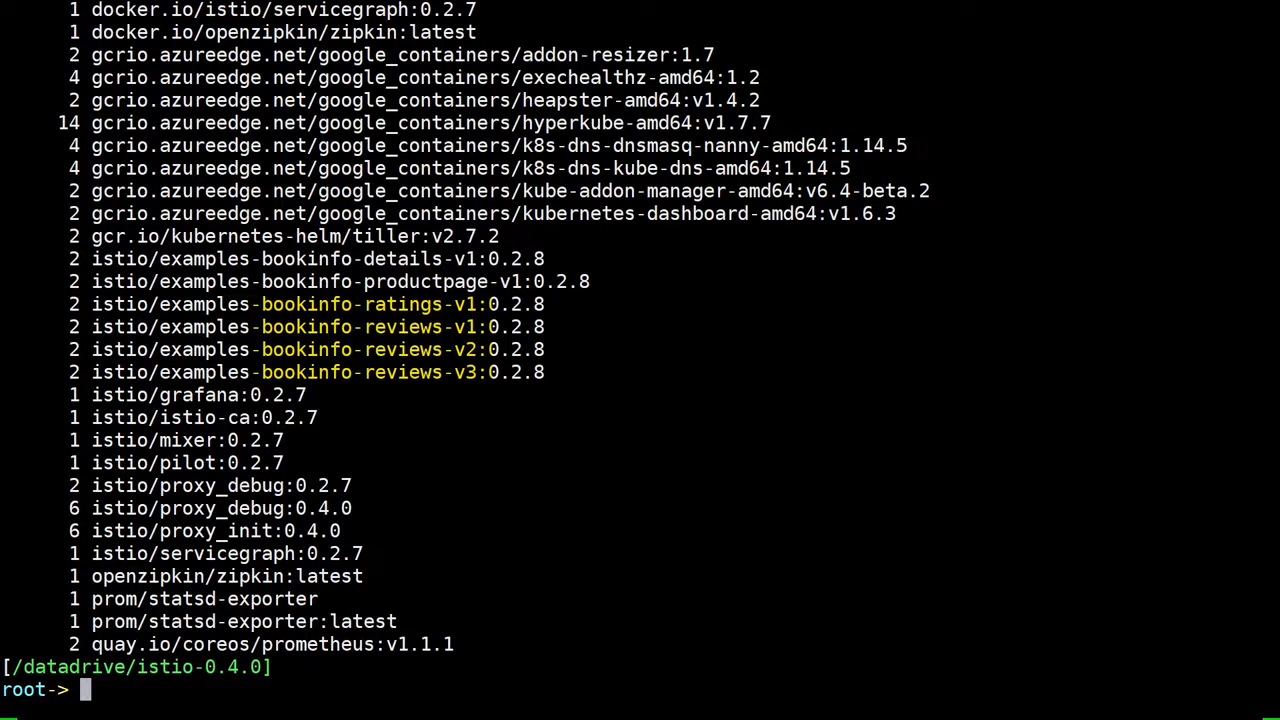 1 docker.io/istio/servicegraph:0.2.7
1 docker.io/openzipkin/zipkin:latest
2 gcrio.azureedge.net/google_containers/addon-resizer:1.7
4 gcrio.azureedge.net/google_containers/exechealthz-amd64:1.2
2 gcrio.azureedge.net/google_containers/heapster-amd64:v1.4.2
14 gcrio.azureedge.net/google_containers/hyperkube-amd64:v1.7.7
4 gcrio.azureedge.net/google_containers/k8s-dns-dnsmasq-nanny-amd64:1.14.5
4 gcrio.azureedge.net/google_containers/k8s-dns-kube-dns-amd64:1.14.5
2 gcrio.azureedge.net/google_containers/kube-addon-manager-amd64:v6.4-beta.2
2 gcrio.azureedge.net/google_containers/kubernetes-dashboard-amd64:v1.6.3
2 gcr.io/kubernetes-helm/tiller:v2.7.2
2 istio/examples-bookinfo-details-v1:0.2.8
2 istio/examples-bookinfo-productpage-v1:0.2.8
2 istio/examples-bookinfo-ratings-v1:0.2.8
2 istio/examples-bookinfo-reviews-v1:0.2.8
2 istio/examples-bookinfo-reviews-v2:0.2.8
2 istio/examples-bookinfo-reviews-v3:0.2.8
1 istio/grafana:0.2.7
1 istio/istio-ca:0.2.7
1 istio/mixer:0.2.7
1 istio/pilot:0.2.7
2 istio/proxy_debug:0.2.7
6 istio/proxy_debug:0.4.0
6 istio/proxy_init:0.4.0
1 istio/servicegraph:0.2.7
1 openzipkin/zipkin:latest
1 prom/statsd-exporter
1 prom/statsd-exporter:latest
2 quay.io/coreos/prometheus:v1.1.1
[/datadrive/istio-0.4.0]
root->